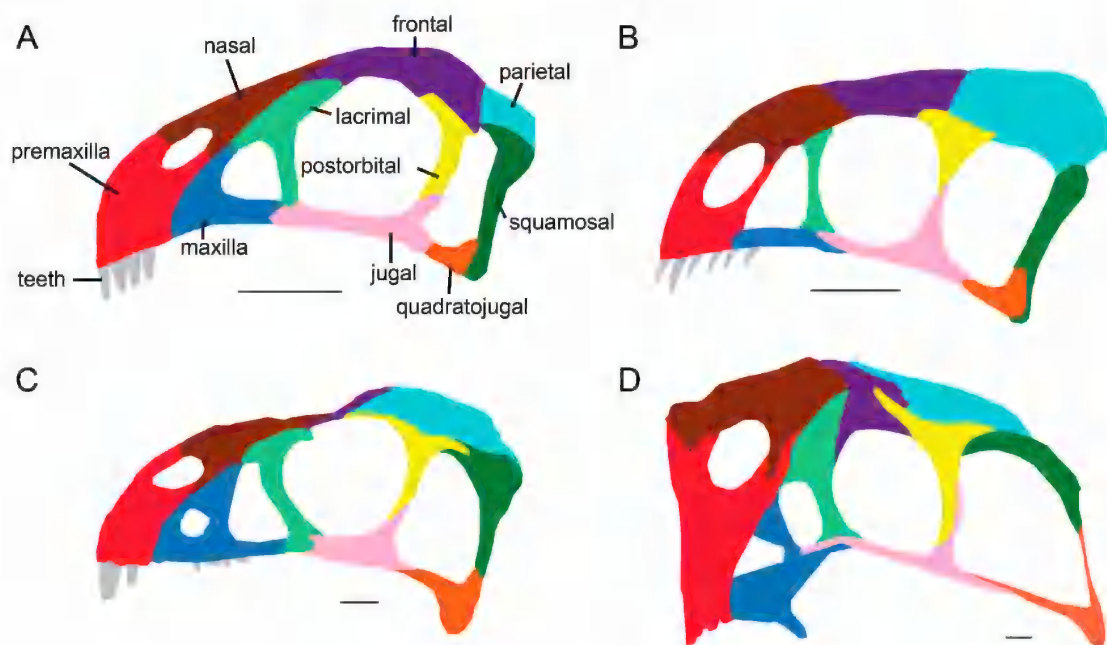 A
frontal
B
nasal
parietal
lacrimal
premaxilla
postorbital
squamosal
maxilla
jugal
teeth
quadratojugal
C
D